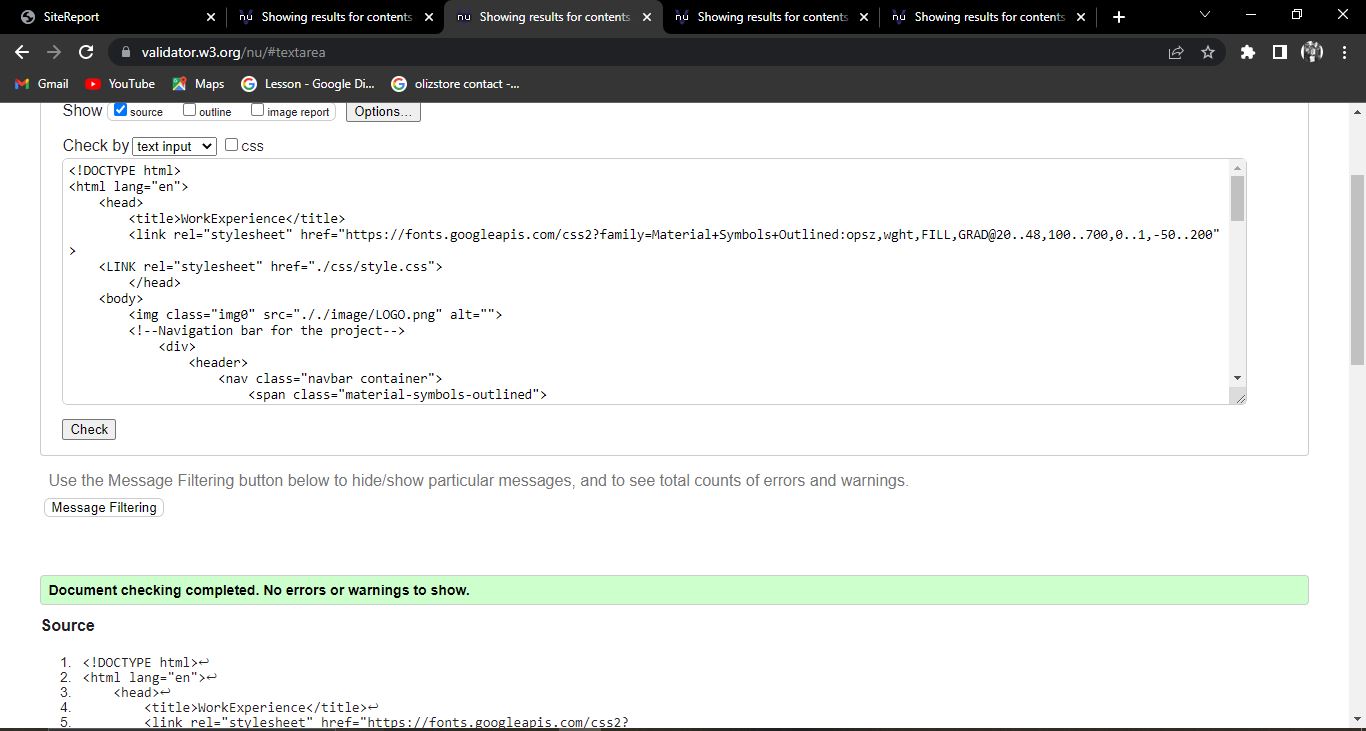 SiteReport
Showing results for contents
Showing results for contents
Showing results for contents
Showing results for contents
validator.w3.org/nu/#textarea
Gmail YouTube Maps Lesson - Google Di... olizstore contact -...
Show source outline image report Options...
Check by text input css
<!DOCTYPE html>
<html lang="en">
<head>
<title>WorkExperience</title>
<link rel="stylesheet" href="https://fonts.googleapis.com/css2?family=Material+Symbols+Outlined:opsz,wght,FILL,GRAD@20..48,100..700,0..1,-50..200"
>
<LINK rel="stylesheet" href="./css/style.css">
</head>
<body>
<img class="img0" src="././image/LOGO.png" alt="">
<!--Navigation bar for the project-->
<div>
<header>
<nav class="navbar container">
<span class="material-symbols-outlined">
Check
Use the Message Filtering button below to hide/show particular messages, and to see total counts of errors and warnings.
Message Filtering
Document checking completed. No errors or warnings to show.
Source
1. <!DOCTYPE html>↩
2. <html lang="en">↩
3. <head>↩
4. <title>WorkExperience</title>↩
5. <link rel="stylesheet" href="https://fonts.googleapis.com/css2?